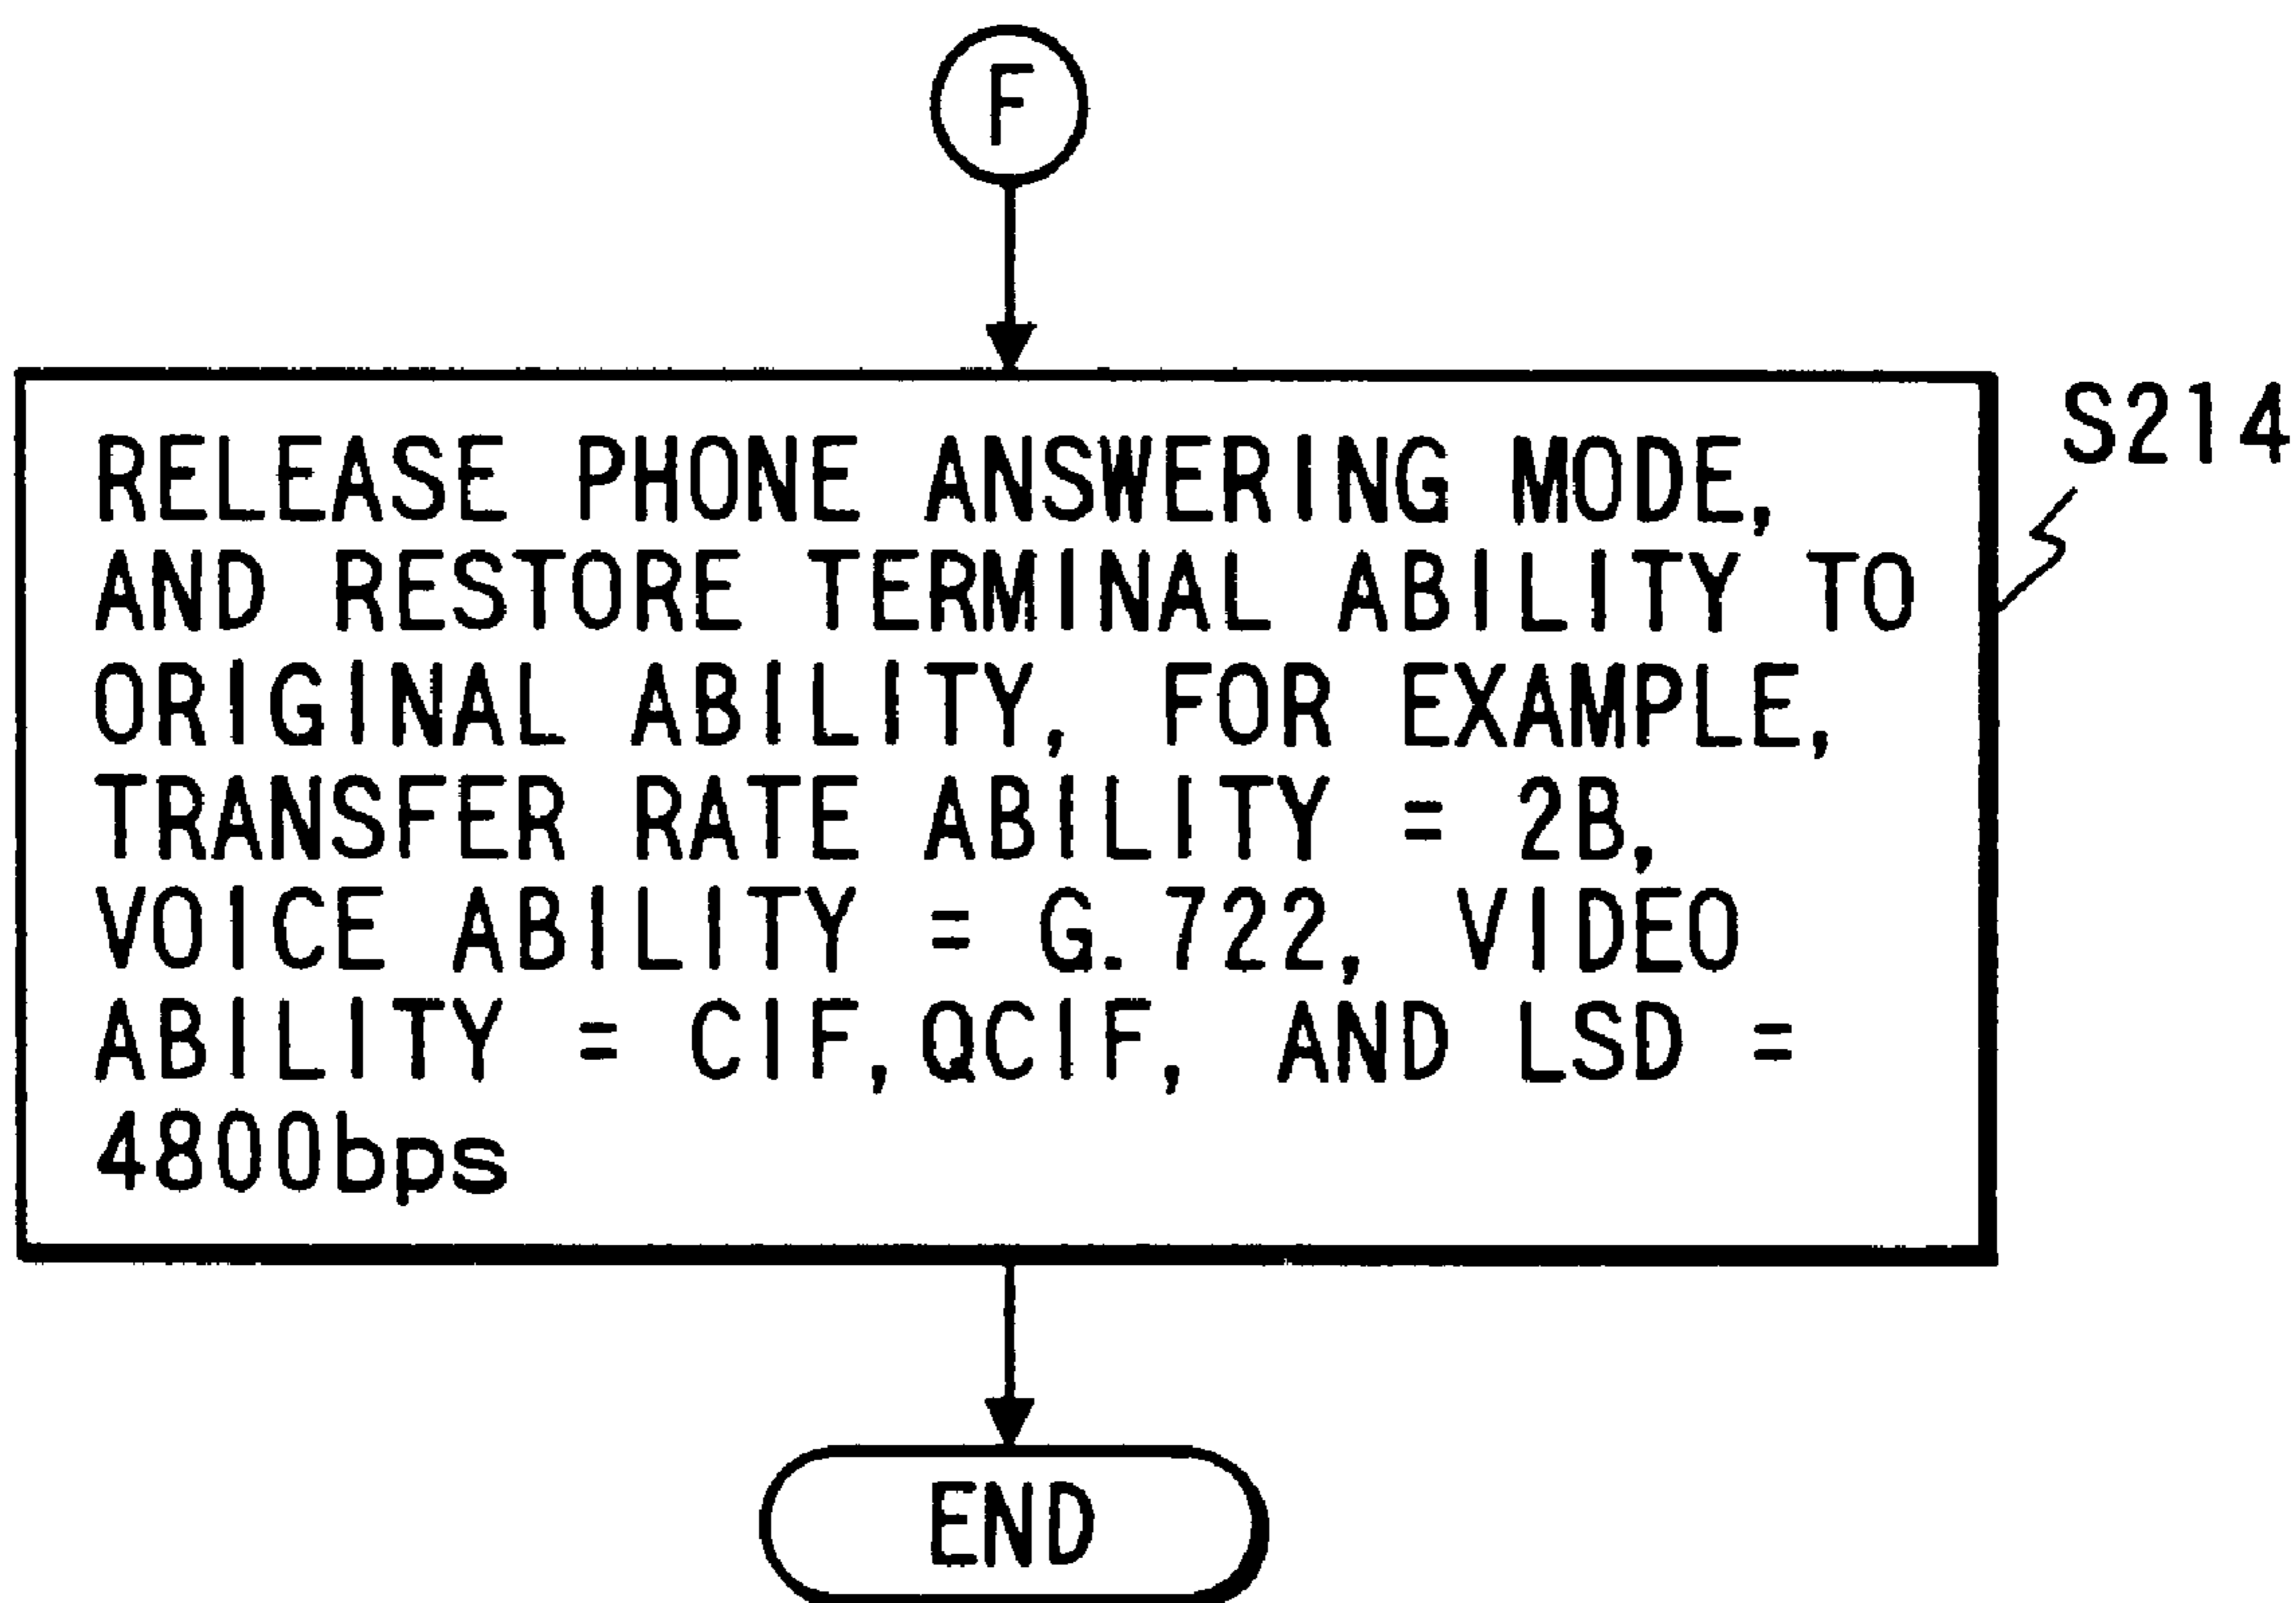 F
S214
RELEASE PHONE ANSWERING MODE,
AND RESTORE TERMINAL ABILITY TO
ORIGINAL ABILITY, FOR EXAMPLE,
TRANSFER RATE ABILITY = 2B,
VOICE ABILITY = G.722, VIDEO
ABILITY = CIF,QCIF, AND LSD =
4800bps
END